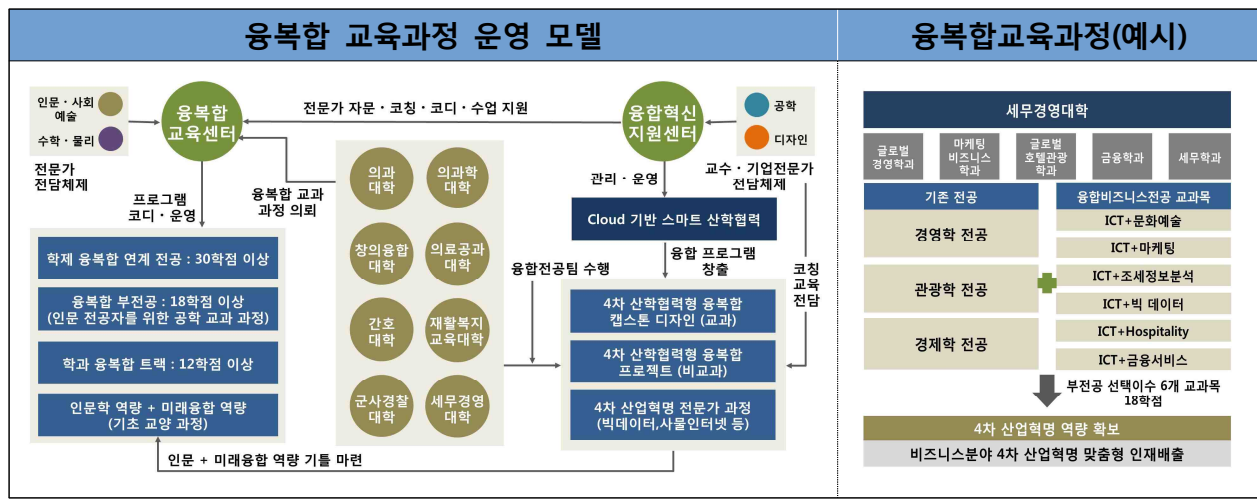 융복합 교육과정 운영 모델
인문·사회
예술
수학·물리
전문가
전담체제
융복합
교육센터
전문가 자문·코칭·코디·수업 지원
융합혁신
지원센터
공학
디자인
교수·기업전문가
전담체제
프로그램
코디·운영
융복합 교과
과정 의뢰
관리·운영
학제 융복합 연계 전공 : 30학점 이상
융복합 부전공 : 18학점 이상
(인문 전공자를 위한 공학 교과 과정)
학과 융복합 트랙 : 12학점 이상
인문학 역량 + 미래융합 역량
(기초 교양 과정)
의과
대학
의과학
대학
창의융합
대학
의료공과
대학
간호
대학
재활복지
교육대학
군사경찰
대학
세무경영
대학
융합전공팀 수행
Cloud 기반 스마트 산학협력
융합 프로그램
창출
코칭
교육
전담
4차 산학협력형 융복합
캡스톤 디자인 (교과)
4차 산학협력형 융복합
프로젝트 (비교과)
4차 산업혁명 전문가 과정
(빅데이터,사물인터넷 등)
인문 + 미래융합 역량 기틀 마련
융복합교육과정(예시)
세무경영대학
글로벌
경영학과
마케팅
비즈니스
학과
글로벌
호텔관광
학과
금융학과
세무학과
기존 전공
경영학 전공
관광학 전공
경제학 전공
융합비즈니스전공 교과목
ICT+문화예술
ICT+마케팅
ICT+조세정보분석
ICT+빅 데이터
ICT+Hospitality
ICT+금융서비스
부전공 선택이수 6개 교과목
18학점
4차 산업혁명 역량 확보
비즈니스분야 4차 산업혁명 맞춤형 인재배출